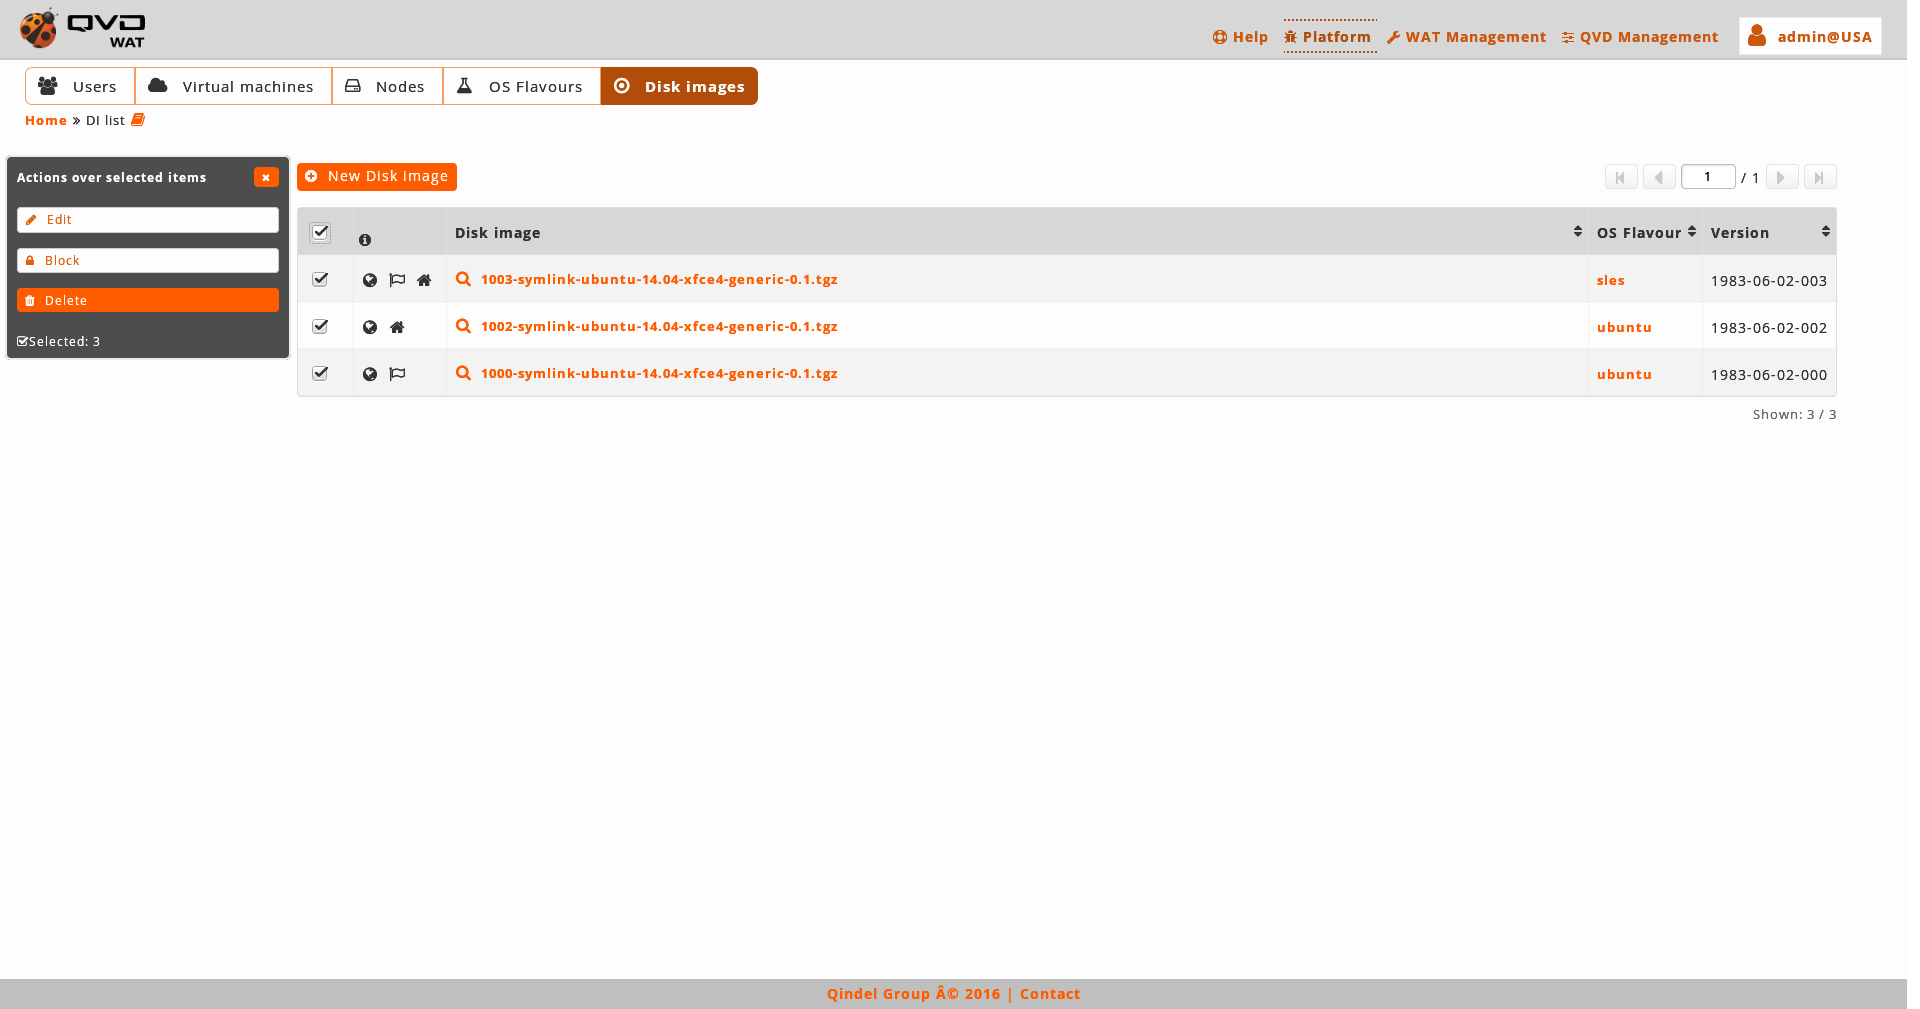 QVD
WAT
Help Platform WAT Management QVD Management admin@USA
Users Virtual machines Nodes OS Flavours Disk images
Home » DI list
Actions over selected items
Edit
Block
Delete
Selected: 3
New Disk image
1 / 1
Disk image OS Flavour Version
1003-symlink-ubuntu-14.04-xfce4-generic-0.1.tgz sles 1983-06-02-003
1002-symlink-ubuntu-14.04-xfce4-generic-0.1.tgz ubuntu 1983-06-02-002
1000-symlink-ubuntu-14.04-xfce4-generic-0.1.tgz ubuntu 1983-06-02-000
Shown: 3 / 3
Qindel Group Â© 2016 | Contact